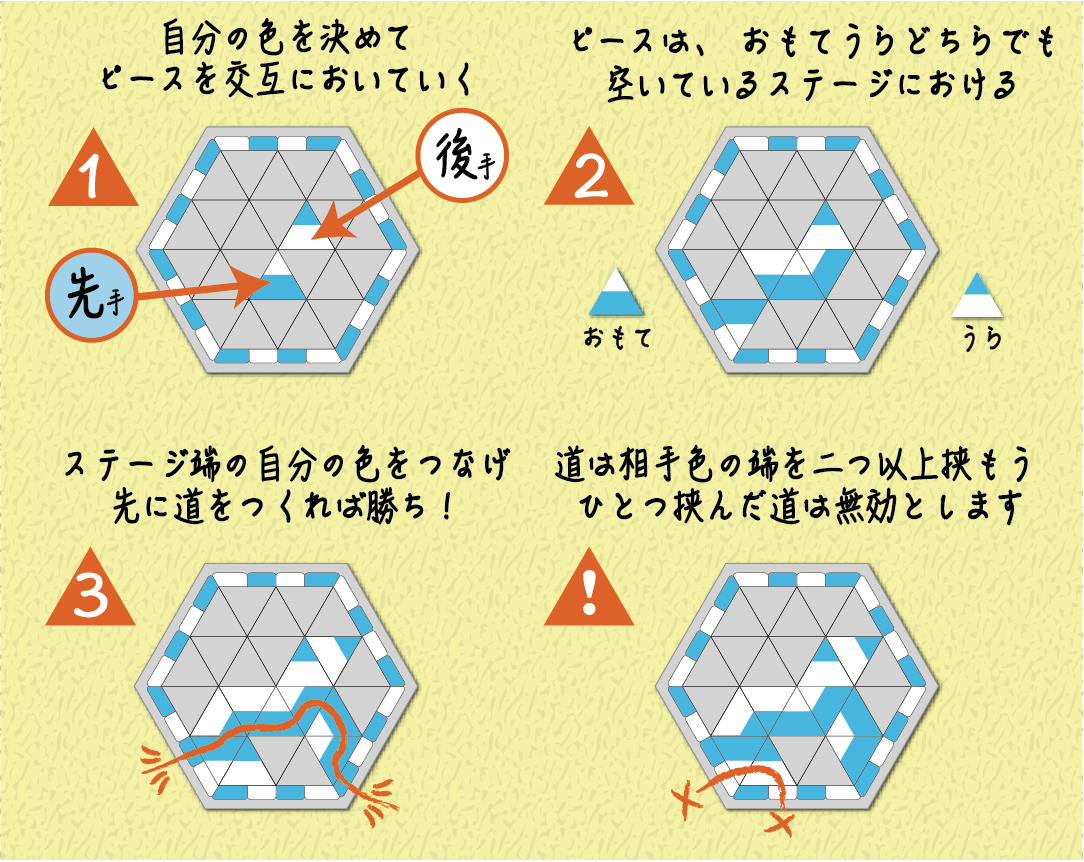 自分の色を決めて
ピースを交互においていく
1
後手
先手
ピースは、おもてうらどちらでも
空いているステージにおける
2
おもて
うら
ステージ端の自分の色をつなげ
先に道をつくれば勝ち！
3
道は相手色の端を二つ以上挟もう
ひとつ挟んだ道は無効とします
!